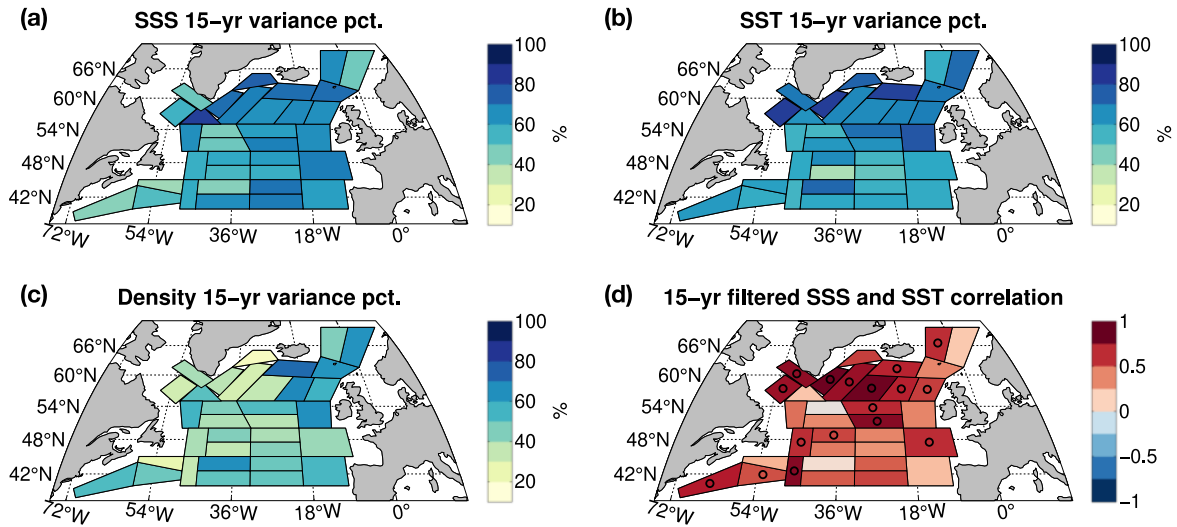 (a) SSS 15−yr variance pct.
66°N
60°N
54°N
48°N
42°N
72°W 54°W 36°W 18°W 0°
100
80
60
40
20
%
(b) SST 15−yr variance pct.
66°N
60°N
54°N
48°N
42°N
72°W 54°W 36°W 18°W 0°
100
80
60
40
20
%
(c) Density 15−yr variance pct.
66°N
60°N
54°N
48°N
42°N
72°W 54°W 36°W 18°W 0°
100
80
60
40
20
%
(d) 15−yr filtered SSS and SST correlation
66°N
60°N
54°N
48°N
42°N
72°W 54°W 36°W 18°W 0°
1
0.5
0
−0.5
−1